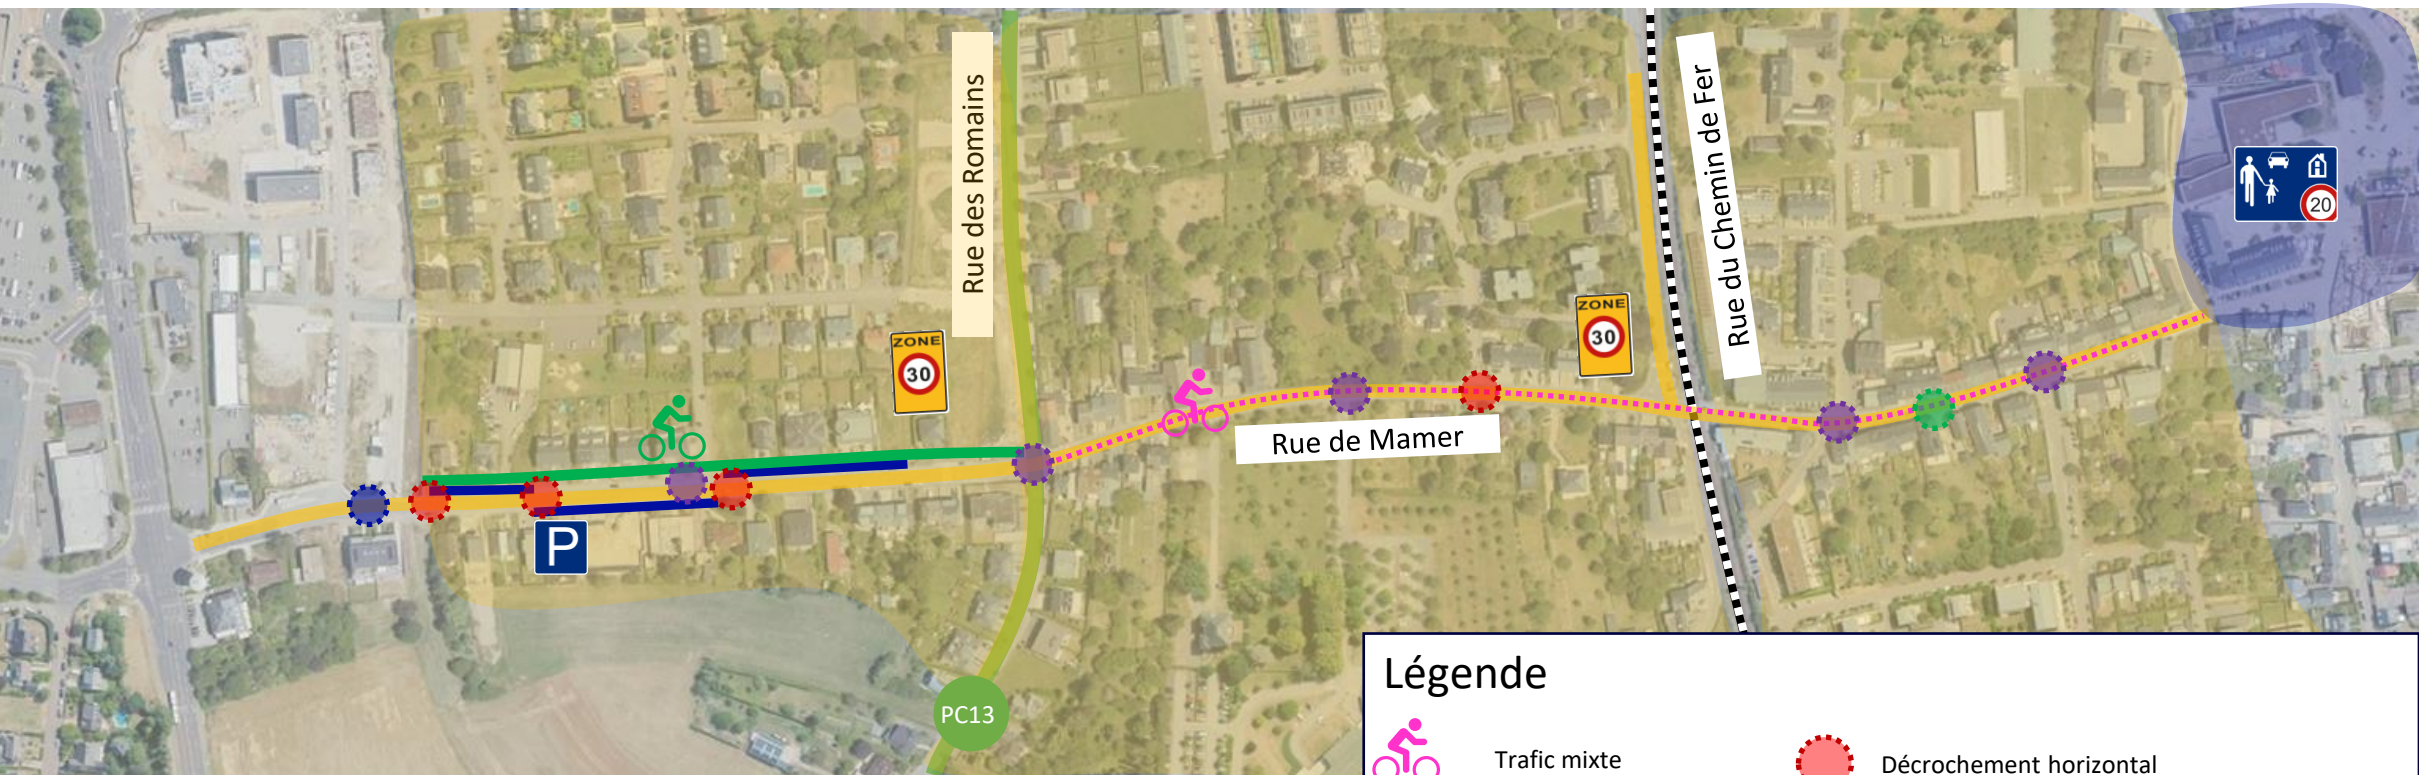 Rue des Romains
Rue du Chemin de Fer
20
ZONE
30
ZONE
30
Rue de Mamer
P
PC13
Légende
Trafic mixte
Décrochement horizontal